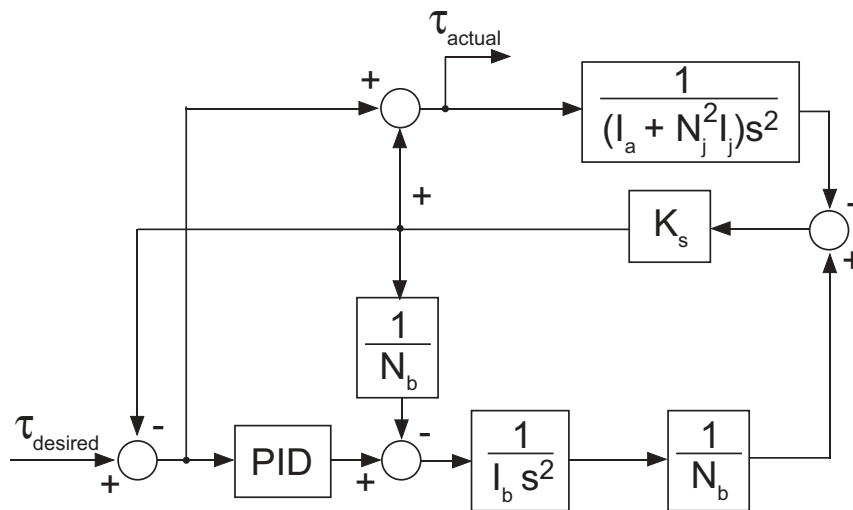 τ_actual
+
1
(I_a + N_j^2 I_j)s^2
-
+
K_s
+
1
N_b
τ_desired
-
-
+
PID
+
1
I_b s^2
1
N_b